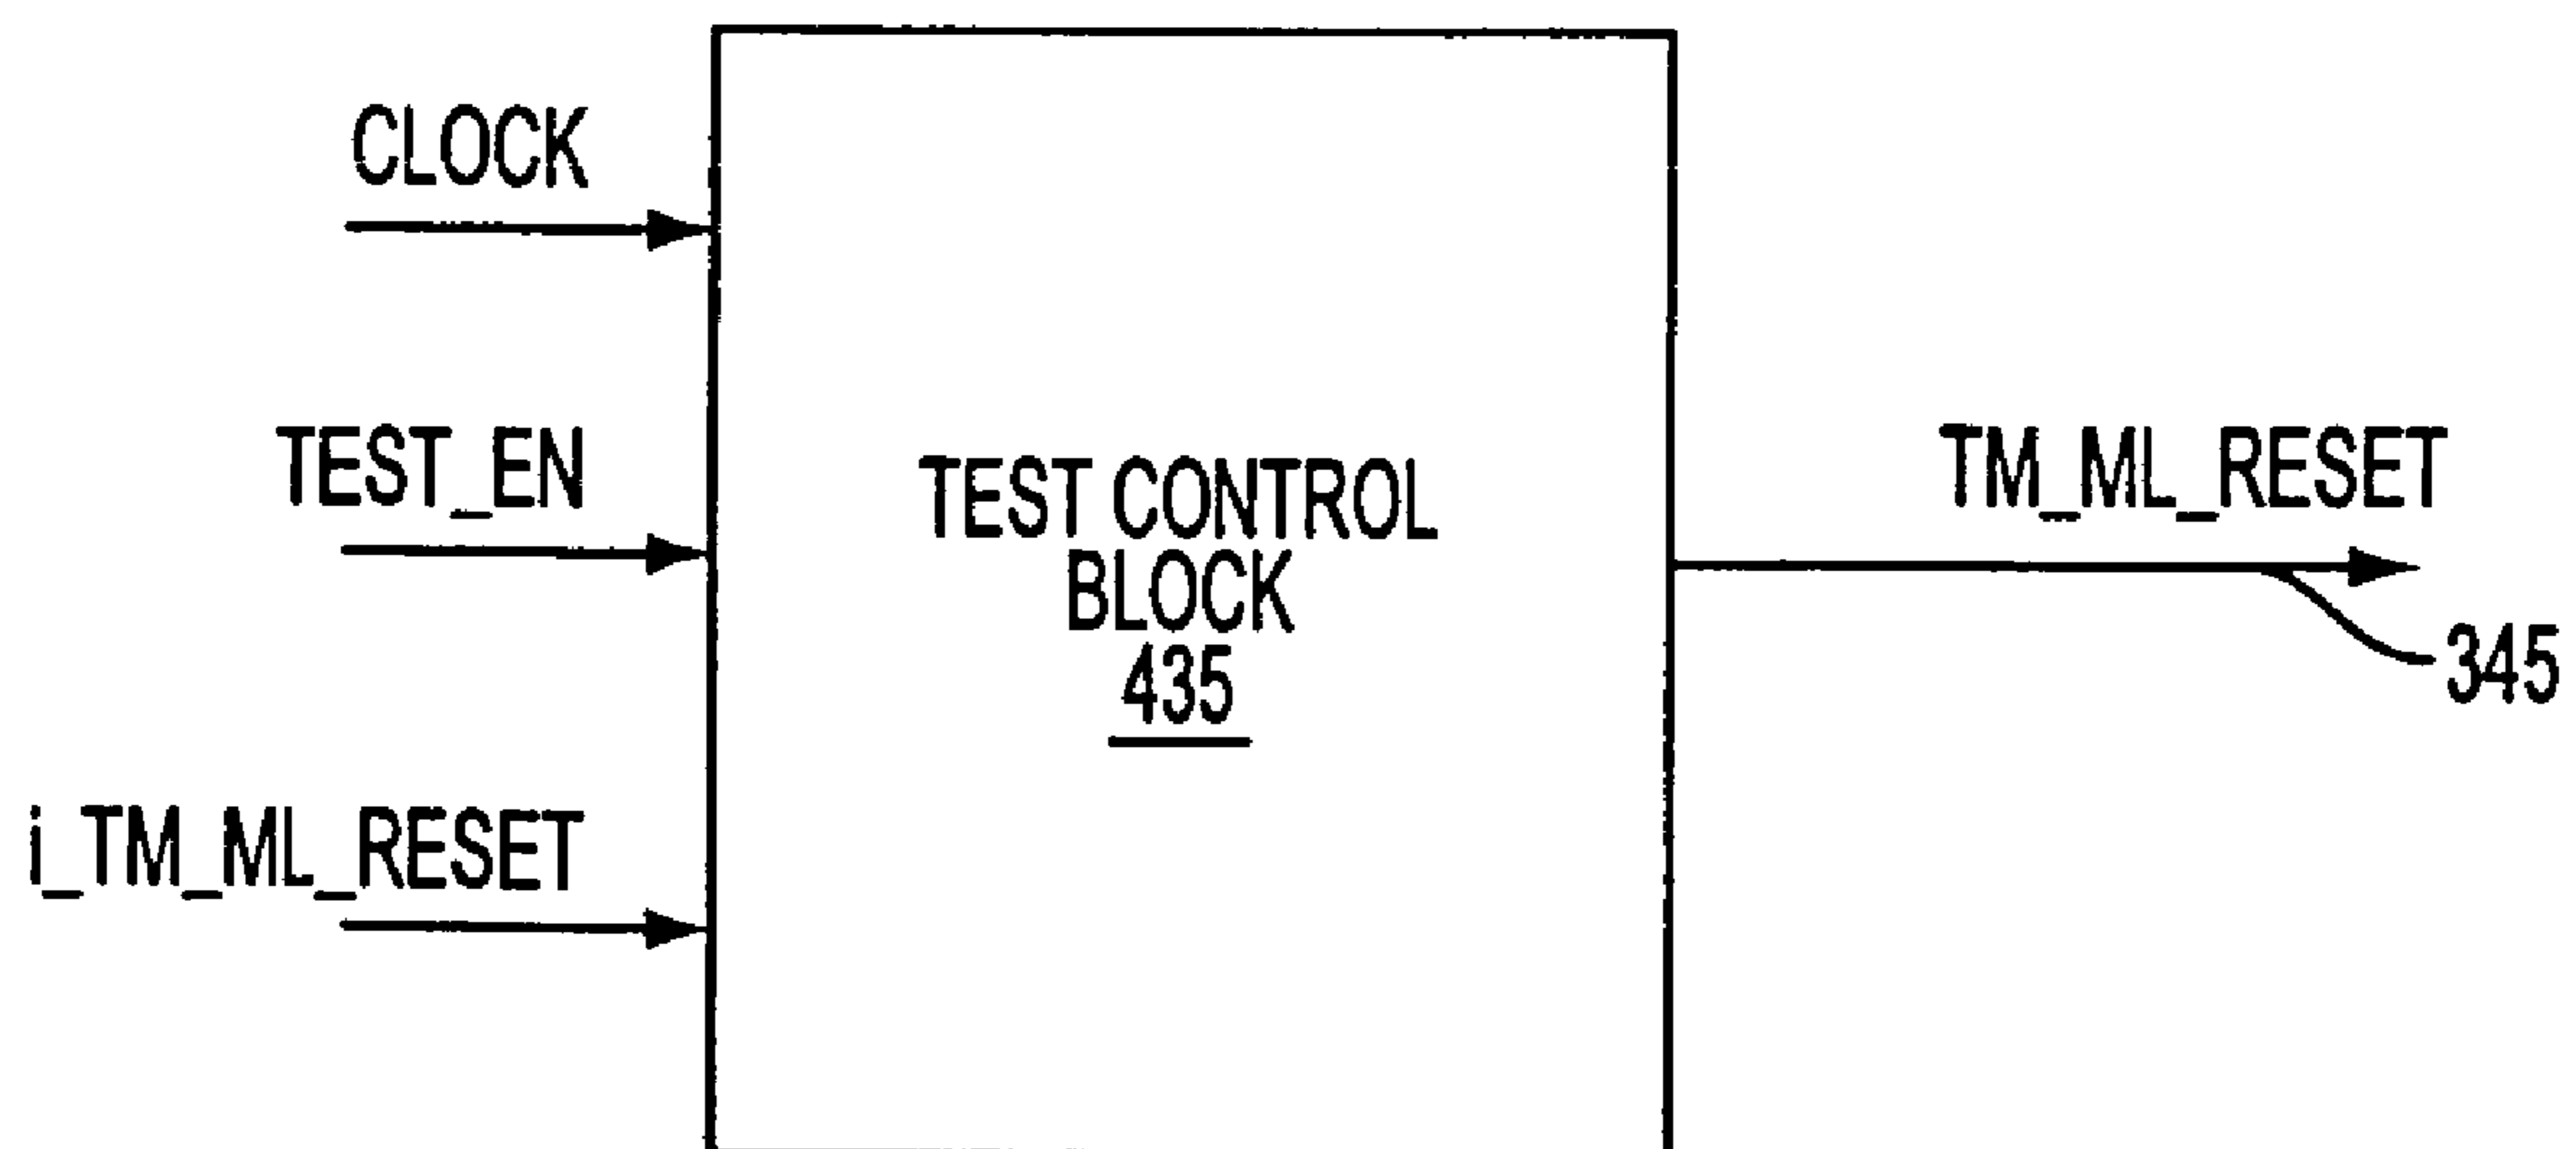 CLOCK
TEST_EN
TEST CONTROL
BLOCK
435
TM_ML_RESET
345
i_TM_ML_RESET